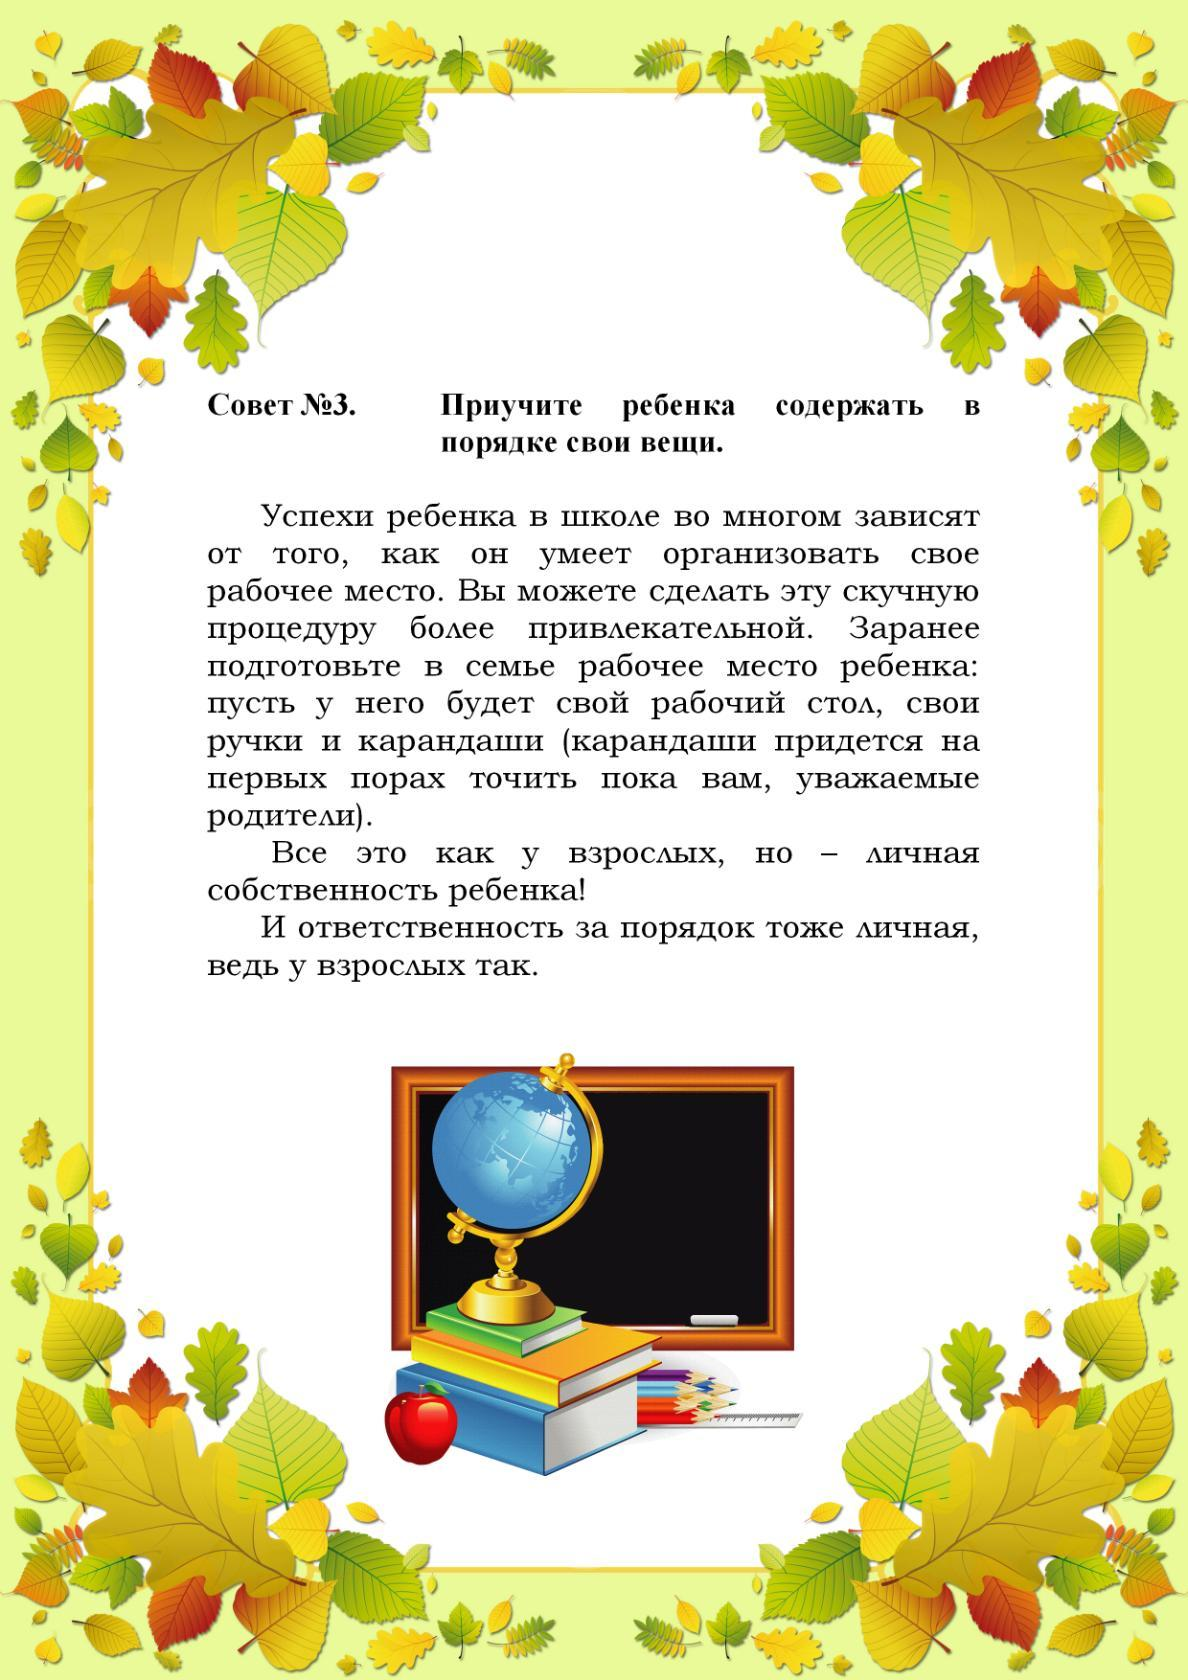 Совет №3. Приучите ребенка содержать в
порядке свои вещи.
Успехи ребенка в школе во многом зависят
от того, как он умеет организовать свое
рабочее место. Вы можете сделать эту скучную
процедуру более привлекательной. Заранее
подготовьте в семье рабочее место ребенка:
пусть у него будет свой рабочий стол, свои
ручки и карандаши (карандаши придется на
первых порах точить пока вам, уважаемые
родители).
Все это как у взрослых, но – личная
собственность ребенка!
И ответственность за порядок тоже личная,
ведь у взрослых так.